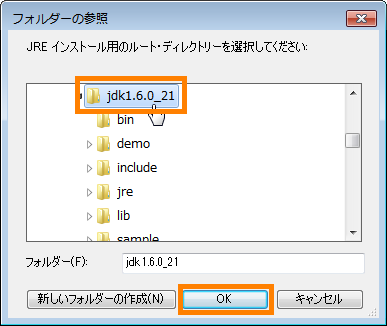 フォルダーの参照
JRE インストール用のルート・ディレクトリーを選択してください:
jdk1.6.0_21
bin
demo
include
jre
lib
sample
フォルダー(F):
jdk1.6.0_21
新しいフォルダーの作成(N)
OK
キャンセル